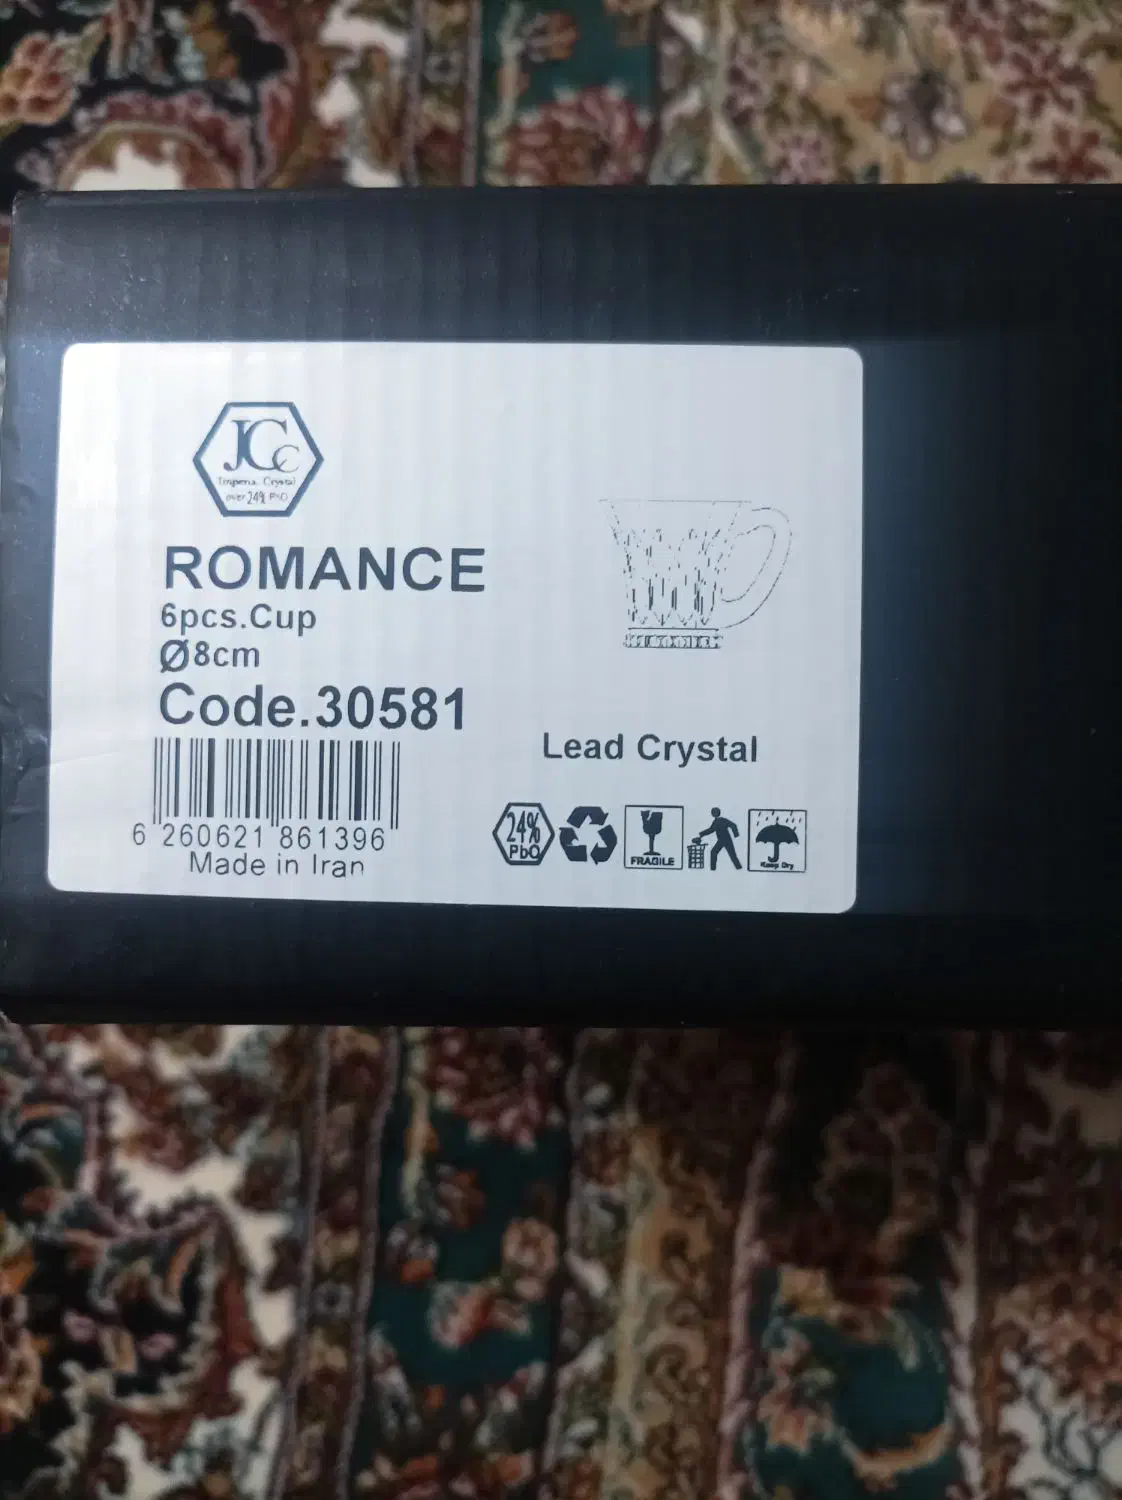 JCc
Imperial Crystal
over 24% PbO
ROMANCE
6pcs.Cup
Ø8cm
Code.30581
6 260621 861396
Made in Iran
Lead Crystal
24%
PbO
FRAGILE
Keep Dry